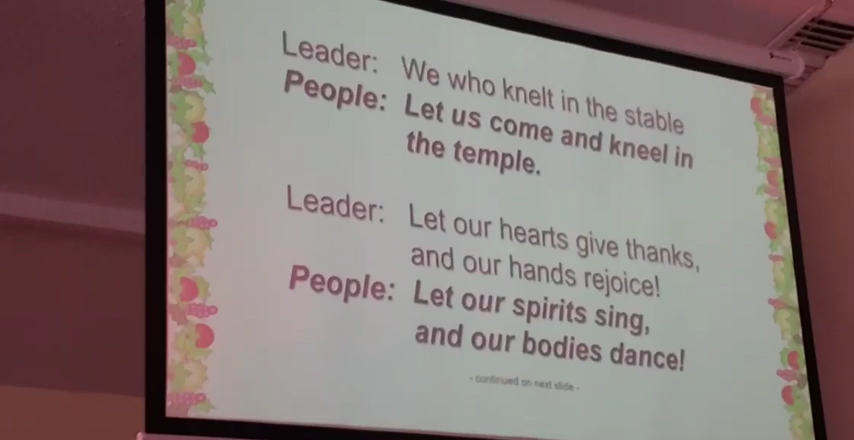 Leader: We who knelt in the stable
People: Let us come and kneel in
the temple.
Leader: Let our hearts give thanks,
and our hands rejoice!
People: Let our spirits sing,
and our bodies dance!
- continued on next slide -